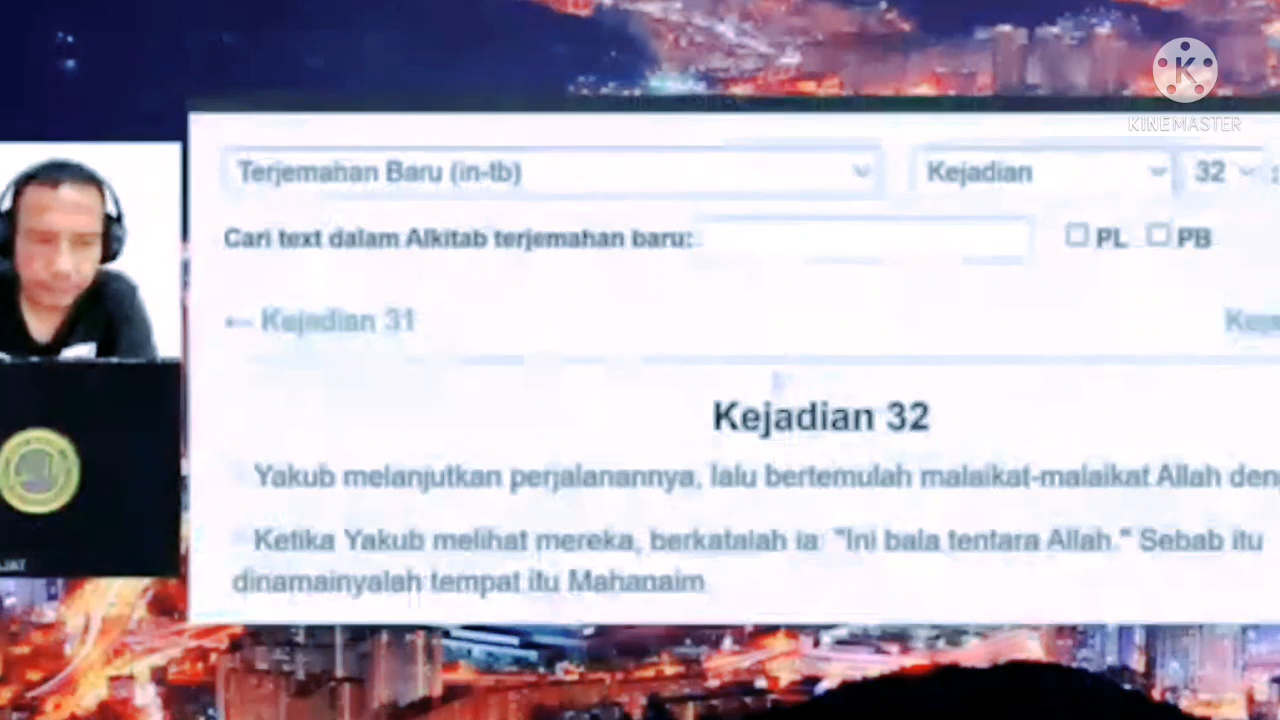 KINEMASTER
Terjemahan Baru (in-tb) Kejadian 32 :
Cari text dalam Alkitab terjemahan baru: PL PB
← Kejadian 31
Kejadian 32
Yakub melanjutkan perjalanannya, lalu bertemulah malaikat-malaikat Allah den
Ketika Yakub melihat mereka, berkatalah ia "Ini bala tentara Allah." Sebab itu
dinamainyalah tempat itu Mahanaim